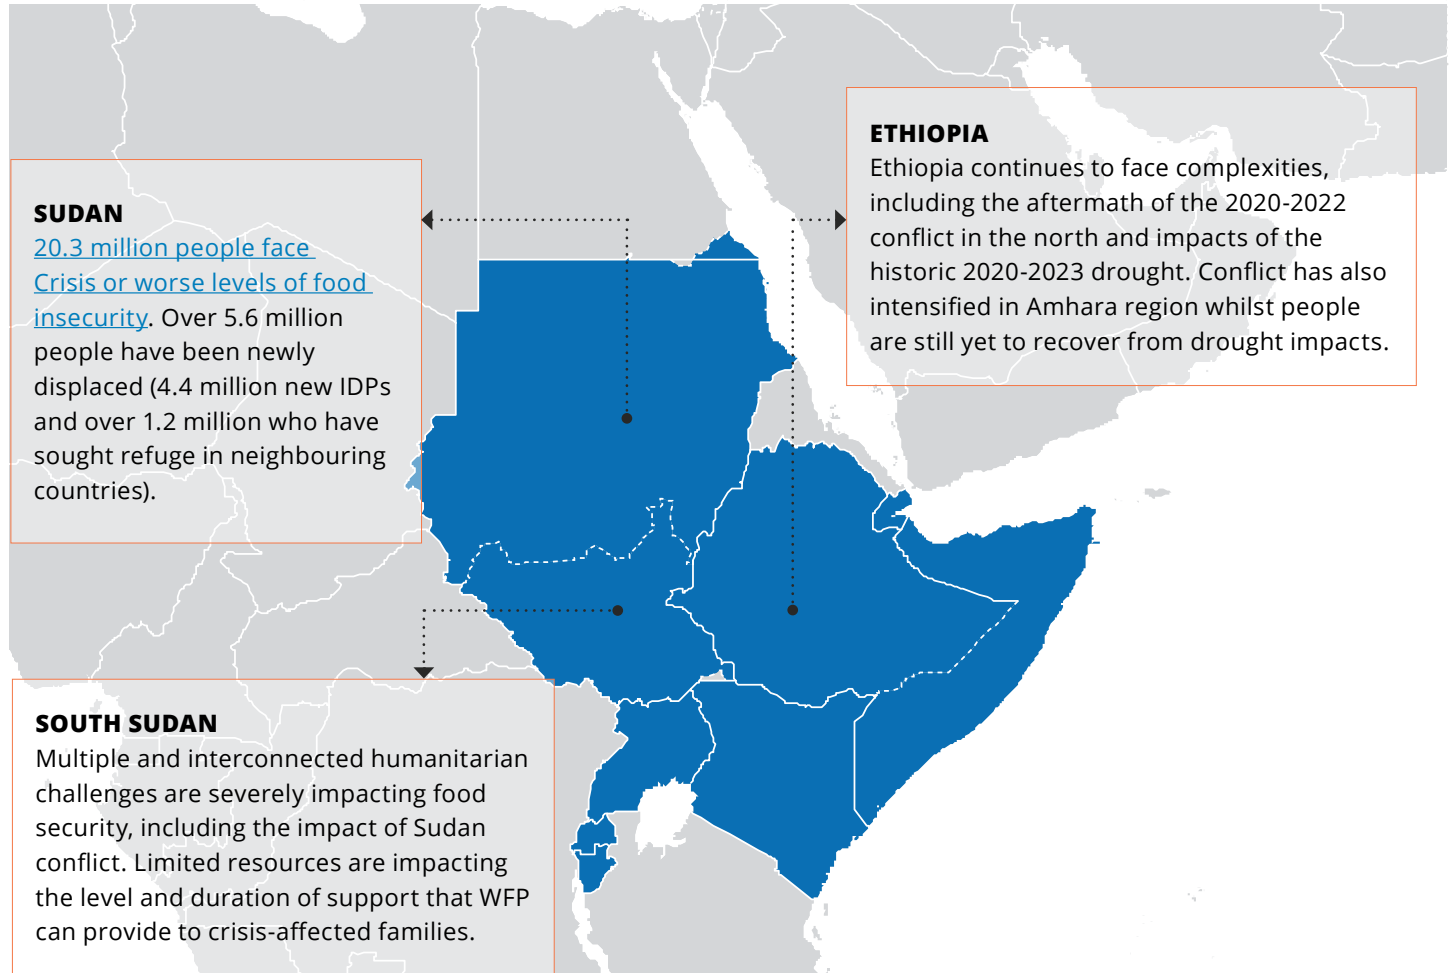 SUDAN
20.3 million people face
Crisis or worse levels of food
insecurity. Over 5.6 million
people have been newly
displaced (4.4 million new IDPs
and over 1.2 million who have
sought refuge in neighbouring
countries).
ETHIOPIA
Ethiopia continues to face complexities,
including the aftermath of the 2020-2022
conflict in the north and impacts of the
historic 2020-2023 drought. Conflict has also
intensified in Amhara region whilst people
are still yet to recover from drought impacts.
SOUTH SUDAN
Multiple and interconnected humanitarian
challenges are severely impacting food
security, including the impact of Sudan
conflict. Limited resources are impacting
the level and duration of support that WFP
can provide to crisis-affected families.